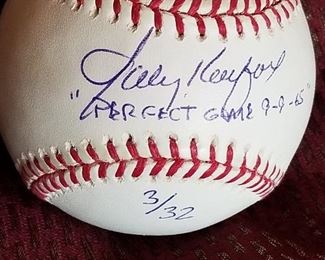 Sandy Koufax
"PERFECT GAME 9-9-65"
3/32